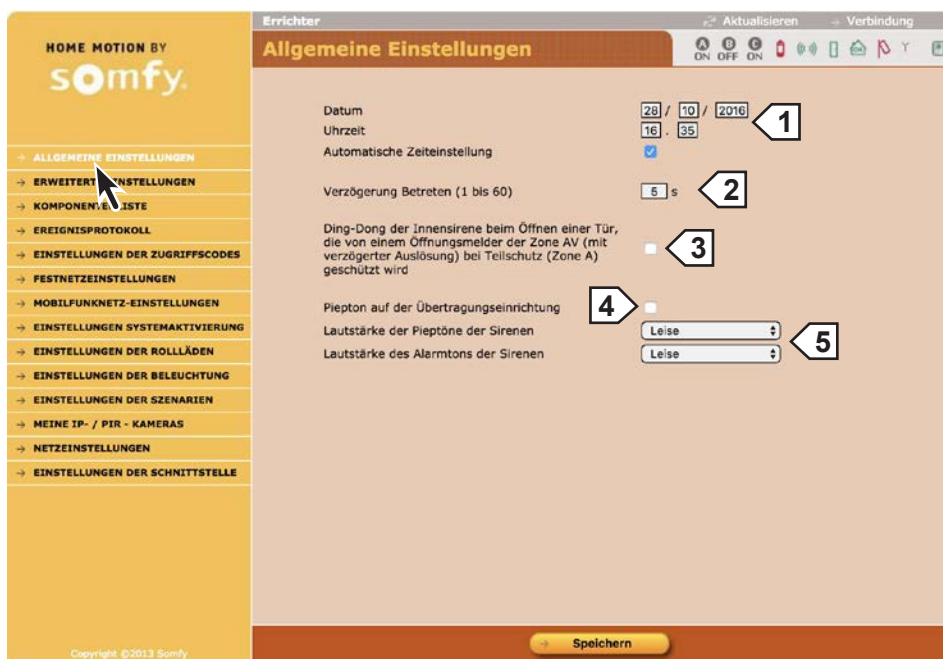 Errichter
Aktualisieren
Verbindung
HOME MOTION BY
somfy.
Allgemeine Einstellungen
A B C
ON OFF ON
Datum
28 / 10 / 2016
1
Uhrzeit
16 . 35
Automatische Zeiteinstellung
Verzögerung Betreten (1 bis 60)
5 s
2
Ding-Dong der Innensirene beim Öffnen einer Tür,
die von einem Öffnungsmelder der Zone AV (mit
verzögerter Auslösung) bei Teilschutz (Zone A)
geschützt wird
3
Piepton auf der Übertragungseinrichtung
4
Lautstärke der Pieptöne der Sirenen
Leise
Lautstärke des Alarmtons der Sirenen
Leise
5
ALLGEMEINE EINSTELLUNGEN
ERWEITERT NSTELLUNGEN
KOMPONENTE ISTE
EREIGNISPROTOKOLL
EINSTELLUNGEN DER ZUGRIFFSCODES
FESTNETZEINSTELLUNGEN
MOBILFUNKNETZ-EINSTELLUNGEN
EINSTELLUNGEN SYSTEMAKTIVIERUNG
EINSTELLUNGEN DER ROLLLÄDEN
EINSTELLUNGEN DER BELEUCHTUNG
EINSTELLUNGEN DER SZENARIEN
MEINE IP- / PIR - KAMERAS
NETZEINSTELLUNGEN
EINSTELLUNGEN DER SCHNITTSTELLE
Speichern
Copyright ©2013 Somfy